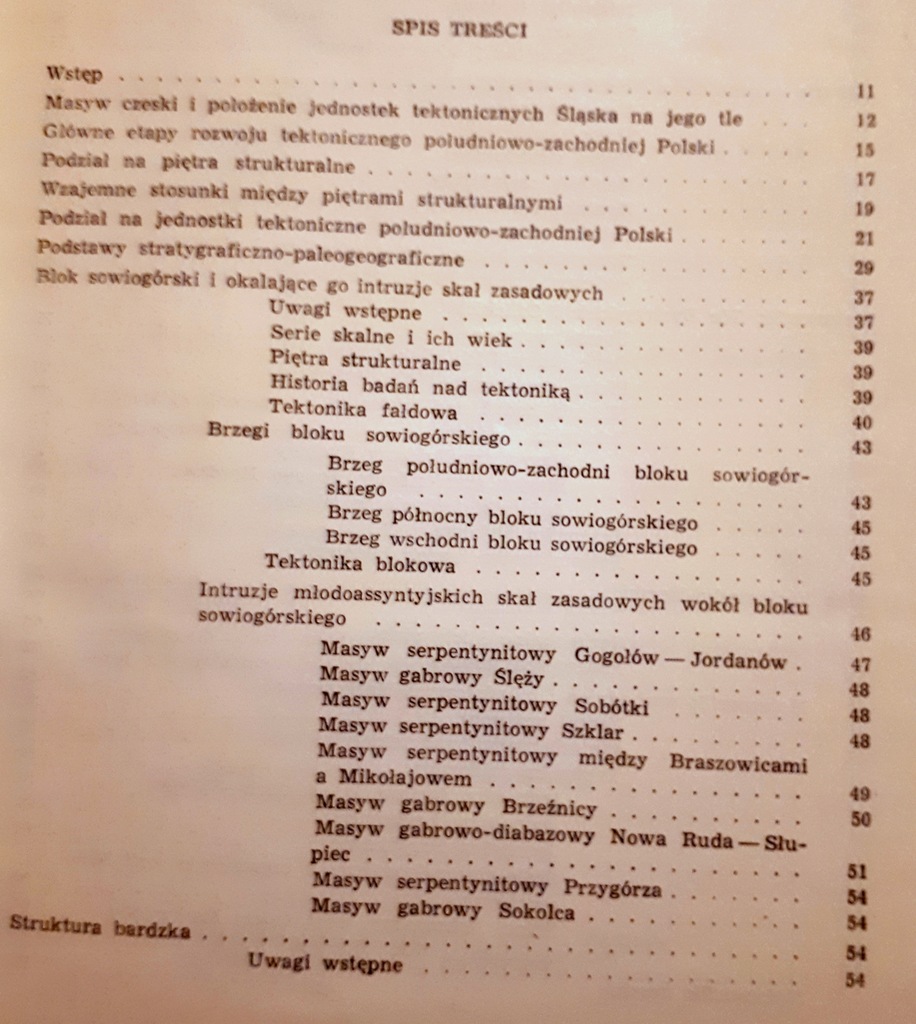 SPIS TREŚCI
Wstęp . . . . . . . . . . . . . . . . . . . . 11
Masyw czeski i położenie jednostek tektonicznych Śląska na jego tle . . . 12
Główne etapy rozwoju tektonicznego południowo-zachodniej Polski . . . . . 15
Podział na piętra strukturalne . . . . . . . . . . . . . . . . 17
Wzajemne stosunki między piętrami strukturalnymi . . . . . . . . 19
Podział na jednostki tektoniczne południowo-zachodniej Polski . . . . . 21
Podstawy stratygraficzno-paleogeograficzne . . . . . . . . . . . 29
Blok sowiogórski i okalające go intruzje skał zasadowych . . . . . . . 37
Uwagi wstępne . . . . . . . . . . . . . 37
Serie skalne i ich wiek . . . . . . . . . . . 39
Piętra strukturalne . . . . . . . . . . . . 39
Historia badań nad tektoniką . . . . . . . . . 39
Tektonika fałdowa . . . . . . . . . . . . 40
Brzegi bloku sowiogórskiego . . . . . . . . . . . 43
Brzeg południowo-zachodni bloku sowiogór-
skiego . . . . . . . . . . . . . . 43
Brzeg północny bloku sowiogórskiego . . . . . 45
Brzeg wschodni bloku sowiogórskiego . . . . . 45
Tektonika blokowa . . . . . . . . . . . . 45
Intruzje młodoassyntyjskich skał zasadowych wokół bloku
sowiogórskiego . . . . . . . . . . . . . . . 46
Masyw serpentynitowy Gogołów — Jordanów . 47
Masyw gabrowy Ślęży . . . . . . . . . . 48
Masyw serpentynitowy Sobótki . . . . . . 48
Masyw serpentynitowy Szklar . . . . . . . 48
Masyw serpentynitowy między Braszowicami
a Mikołajowem . . . . . . . . . . . . 49
Masyw gabrowy Brzeźnicy . . . . . . . . 50
Masyw gabrowo-diabazowy Nowa Ruda — Słu-
piec . . . . . . . . . . . . . . . . 51
Masyw serpentynitowy Przygórza . . . . . . 54
Masyw gabrowy Sokolca . . . . . . . . . 54
Struktura bardzka . . . . . . . . . . . . . . . . . . . . . 54
Uwagi wstępne . . . . . . . . . . . . . . 54